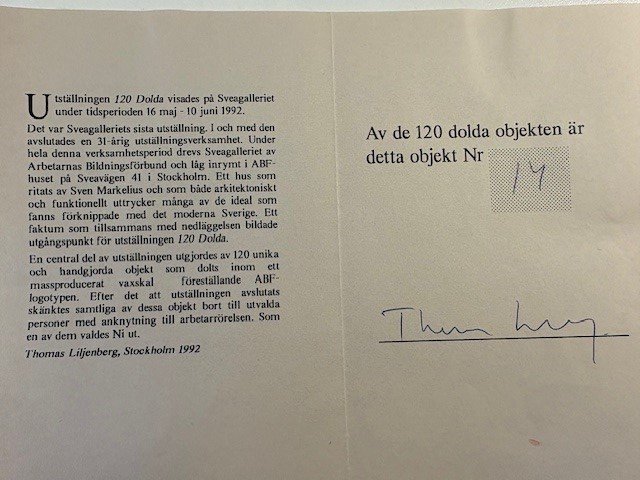 Utställningen 120 Dolda visades på Sveagalleriet
under tidsperioden 16 maj - 10 juni 1992.
Det var Sveagalleriets sista utställning. I och med den
avslutades en 31-årig utställningsverksamhet. Under
hela denna verksamhetsperiod drevs Sveagalleriet av
Arbetarnas Bildningsförbund och låg inrymt i ABF-
huset på Sveavägen 41 i Stockholm. Ett hus som
ritats av Sven Markelius och som både arkitektoniskt
och funktionellt uttrycker många av de ideal som
fanns förknippade med det moderna Sverige. Ett
faktum som tillsammans med nedläggelsen bildade
utgångspunkt för utställningen 120 Dolda.
En central del av utställningen utgjordes av 120 unika
och handgjorda objekt som dolts inom ett
massproducerat vaxskal föreställande ABF-
logotypen. Efter det att utställningen avslutats
skänktes samtliga av dessa objekt bort till utvalda
personer med anknytning till arbetarrörelsen. Som
en av dem valdes Ni ut.
Thomas Liljenberg, Stockholm 1992
Av de 120 dolda objekten är
detta objekt Nr
14